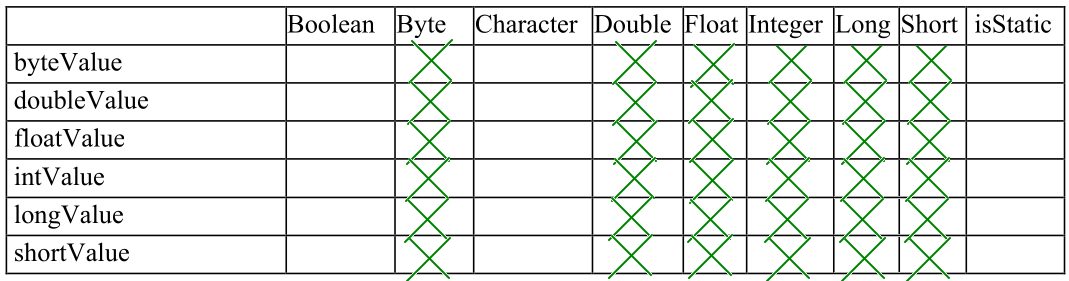 Boolean Byte Character Double Float Integer Long Short isStatic
byteValue
doubleValue
floatValue
intValue
longValue
shortValue